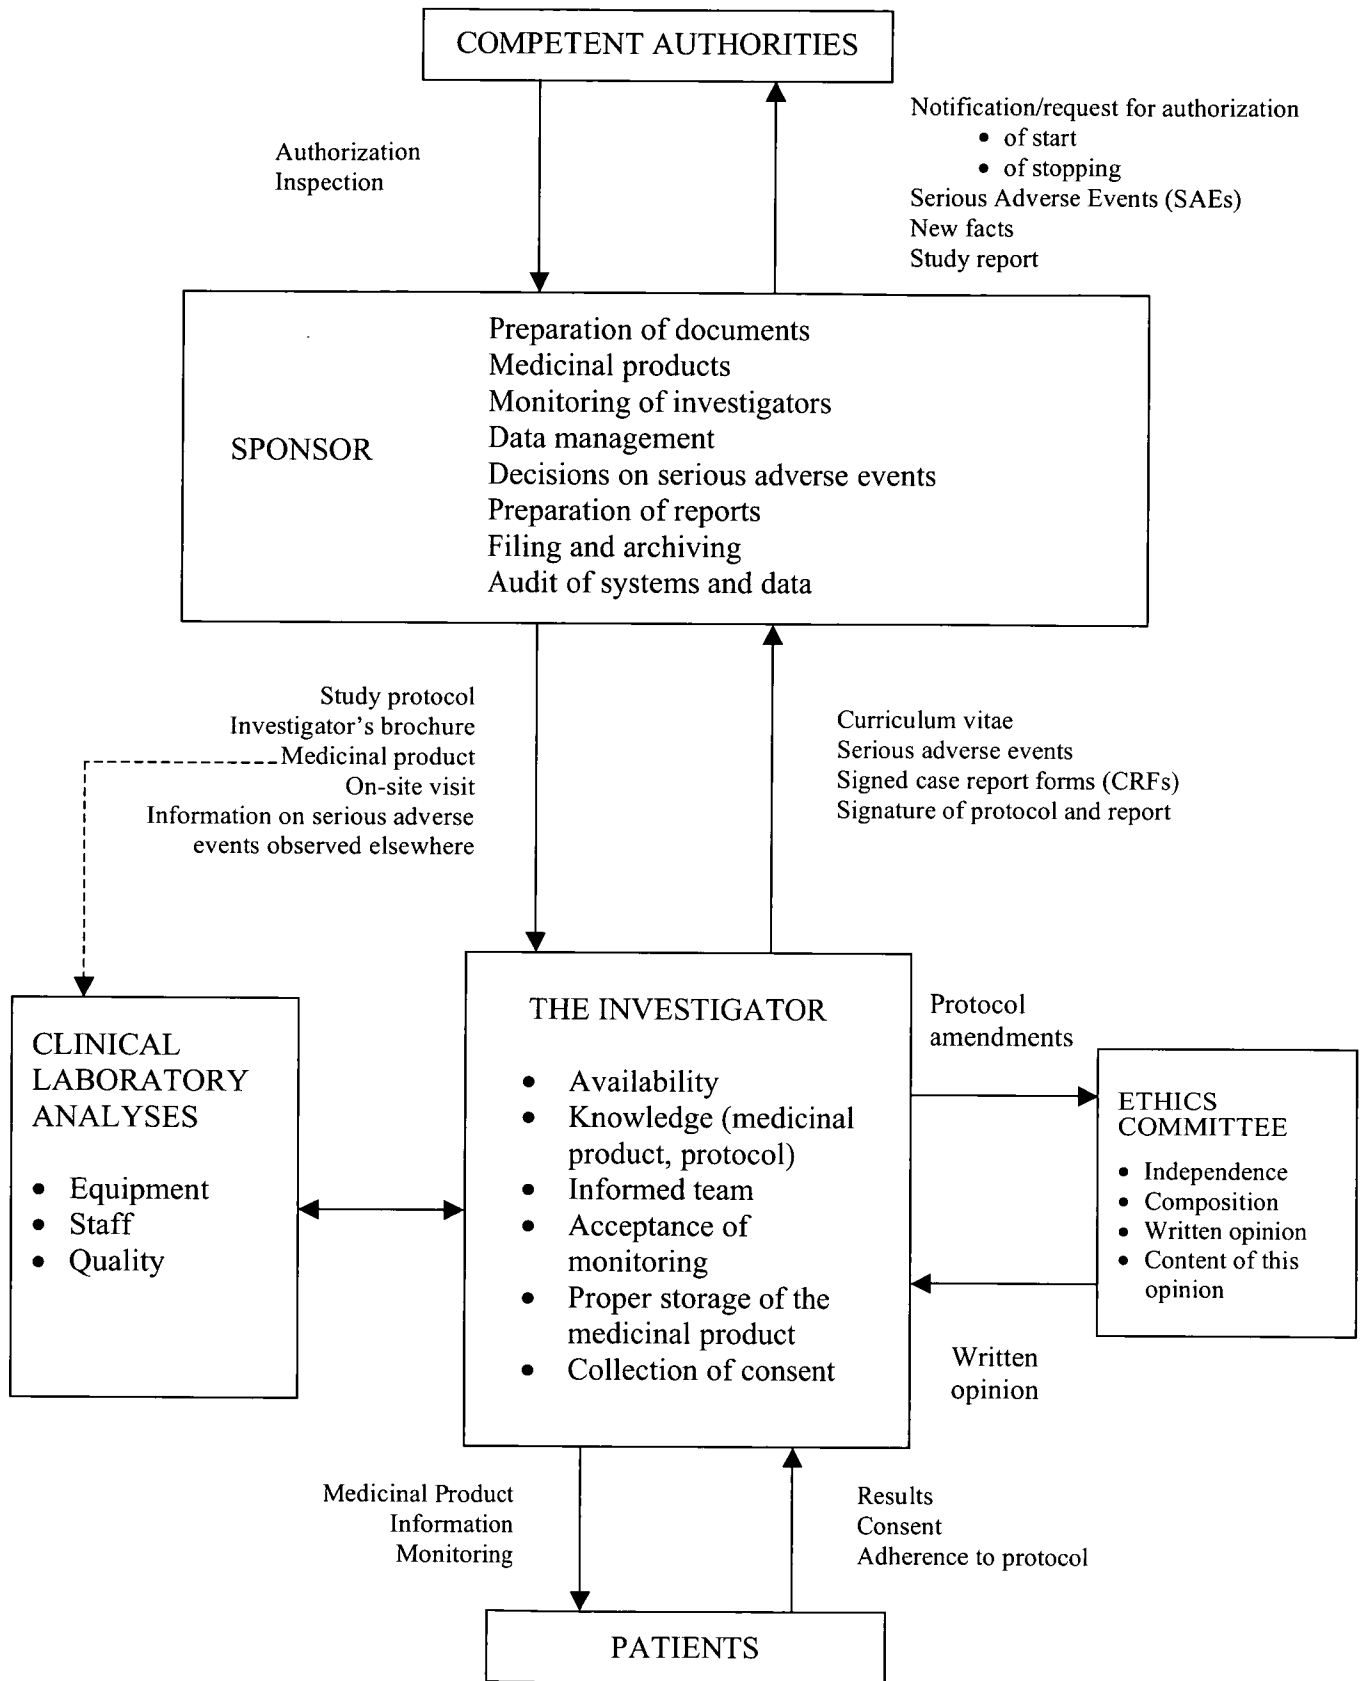 COMPETENT AUTHORITIES
Authorization
Inspection
Notification/request for authorization
• of start
• of stopping
Serious Adverse Events (SAEs)
New facts
Study report
SPONSOR
Preparation of documents
Medicinal products
Monitoring of investigators
Data management
Decisions on serious adverse events
Preparation of reports
Filing and archiving
Audit of systems and data
Study protocol
Investigator's brochure
Medicinal product
On-site visit
Information on serious adverse
events observed elsewhere
Curriculum vitae
Serious adverse events
Signed case report forms (CRFs)
Signature of protocol and report
CLINICAL
LABORATORY
ANALYSES
• Equipment
• Staff
• Quality
THE INVESTIGATOR
• Availability
• Knowledge (medicinal
product, protocol)
• Informed team
• Acceptance of
monitoring
• Proper storage of the
medicinal product
• Collection of consent
Protocol
amendments
ETHICS
COMMITTEE
• Independence
• Composition
• Written opinion
• Content of this
opinion
Written
opinion
Medicinal Product
Information
Monitoring
Results
Consent
Adherence to protocol
PATIENTS